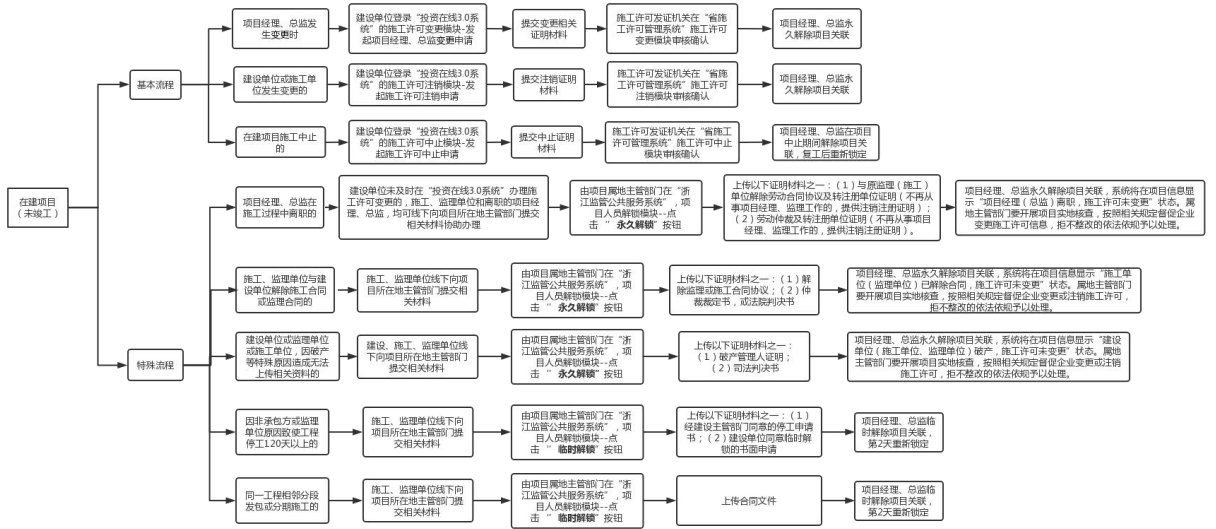 在建项目
（未竣工）
基本流程
项目经理、总监发
生变更时
建设单位登录“投资在线3.0系
统”的施工许可变更模块-发
起项目经理、总监变更申请
提交变更相关
证明材料
施工许可发证机关在“省施
工许可管理系统”施工许可
变更模块审核确认
项目经理、总监永
久解除项目关联
建设单位或施工单
位发生变更的
建设单位登录“投资在线3.0系
统”的施工许可注销模块-发
起施工许可注销申请
提交注销证明
材料
施工许可发证机关在“省施
工许可管理系统”施工许可
注销模块审核确认
项目经理、总监永
久解除项目关联
在建项目施工中止
的
建设单位登录“投资在线3.0系
统”的施工许可中止模块-发
起施工许可中止申请
提交中止证明
材料
施工许可发证机关在“省施工
许可管理系统”施工许可中止
模块审核确认
项目经理、总监在项目
中止期间解除项目关
联，复工后重新锁定
特殊流程
项目经理、总监在
施工过程中离职的
建设单位未及时在“投资在线3.0系统”办理施
工许可变更的，施工、监理单位和离职的项目经
理、总监，均可线下向项目所在地主管部门提交
相关材料协助办理
由项目属地主管部门在“浙
江监管公共服务系统”，项
目人员解锁模块--点
击 “ 永久解锁”按钮
上传以下证明材料之一：（1）与原监理（施工）
单位解除劳动合同协议及转注册单位证明（不再从
事项目经理、监理工作的，提供注销注册证明）；
（2）劳动仲裁及转注册单位证明（不再从事项目
经理、监理工作的，提供注销注册证明）。
项目经理、总监永久解除项目关联，系统将在项目信息显
示“项目经理（总监）离职，施工许可未变更”状态。属
地主管部门要开展项目实地核查，按照相关规定督促企业
变更施工许可信息，拒不整改的依法依规予以处理。
施工、监理单位与建
设单位解除施工合同
或监理合同的
施工、监理单位线下向项
目所在地主管部门提交相
关材料
由项目属地主管部门在“浙
江监管公共服务系统”，项
目人员解锁模块--点
击 “ 永久解锁”按钮
上传以下证明材料之一：（1）解
除监理或施工合同协议；（2）仲
裁裁定书，或法院判决书
项目经理、总监永久解除项目关联，系统将在项目信息显示“施工单
位（监理单位）已解除合同，施工许可未变更”状态。属地主管部门
要开展项目实地核查，按照相关规定督促企业变更或注销施工许可，
拒不整改的依法依规予以处理。
建设单位或监理单位
或施工单位，因破产
等特殊原因造成无法
上传相关资料的
建设、施工、监理单位线
下向项目所在地主管部门
提交相关材料
由项目属地主管部门在“浙
江监管公共服务系统”，项
目人员解锁模块--点
击 “ 永久解锁”按钮
上传以下证明材料之一：
（1）破产管理人证明；
（2）司法判决书
项目经理、总监永久解除项目关联，系统将在项目信息显示“建设
单位（施工单位、监理单位）破产，施工许可未变更”状态。属地
主管部门要开展项目实地核查，按照相关规定督促企业变更或注销
施工许可，拒不整改的依法依规予以处理。
因非承包方或监理
单位原因致使工程
停工120天以上的
施工、监理单位线下向
项目所在地主管部门提
交相关材料
由项目属地主管部门在“浙
江监管公共服务系统”，项
目人员解锁模块--点
击 “ 临时解锁”按钮
上传以下证明材料之一：（1）
经建设主管部门同意的停工申请
书；（2）建设单位同意临时解
锁的书面申请
项目经理、总监临
时解除项目关联，
第2天重新锁定
同一工程相邻分段
发包或分期施工的
施工、监理单位线下向
项目所在地主管部门提
交相关材料
由项目属地主管部门在“浙
江监管公共服务系统”，项
目人员解锁模块--点
击 “ 临时解锁”按钮
上传合同文件
项目经理、总监临
时解除项目关联，
第2天重新锁定